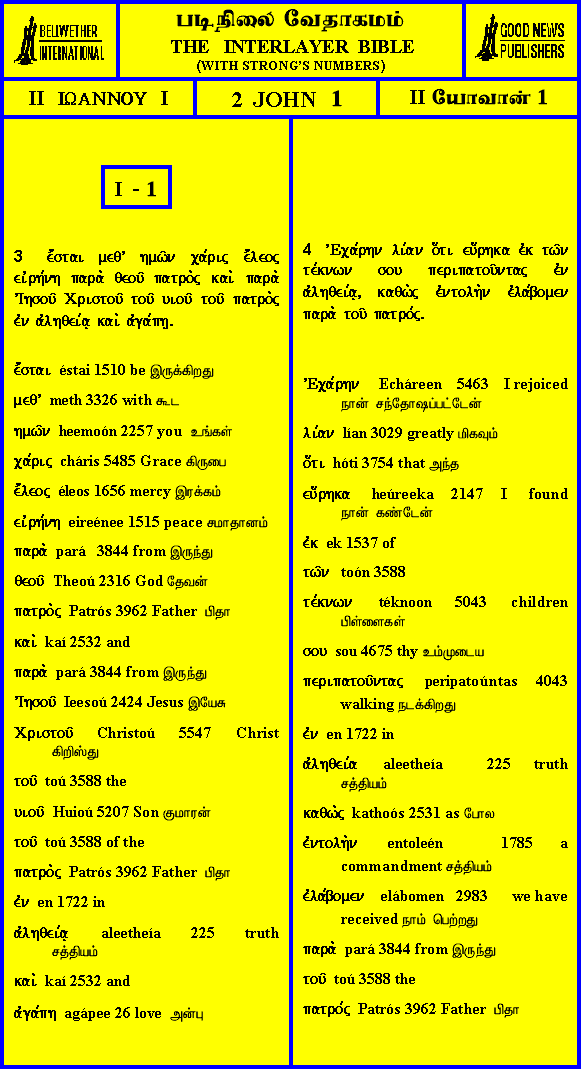 BELLWETHER
INTERNATIONAL
படிநிலை வேதாகமம்
THE INTERLAYER BIBLE
(WITH STRONG'S NUMBERS)
GOOD NEWS
PUBLISHERS
II ΙΩΑΝΝΟΥ I
2 JOHN 1
II யோவான் 1
I - 1
3 ἔσται μεθ' ημῶν χάρις ἔλεος
εἰρήνη παρὰ θεοῦ πατρὸς καὶ παρὰ
Ἰησοῦ Χριστοῦ τοῦ υιοῦ τοῦ πατρὸς
ἐν ἀληθείᾳ καὶ ἀγάπῃ.
ἔσται éstai 1510 be இருக்கிறது
μεθ' meth 3326 with கூட
ημῶν heemoón 2257 you உங்கள்
χάρις cháris 5485 Grace கிருபை
ἔλεος éleos 1656 mercy இரக்கம்
εἰρήνη eireénee 1515 peace சமாதானம்
παρὰ pará 3844 from இருந்து
θεοῦ Theoú 2316 God தேவன்
πατρὸς Patrós 3962 Father பிதா
καὶ kaí 2532 and
παρὰ pará 3844 from இருந்து
Ἰησοῦ Ieesoú 2424 Jesus இயேசு
Χριστοῦ Christoú 5547 Christ
கிறிஸ்து
τοῦ toú 3588 the
υιοῦ Huioú 5207 Son குமாரன்
τοῦ toú 3588 of the
πατρὸς Patrós 3962 Father பிதா
ἐν en 1722 in
ἀληθείᾳ aleetheía 225 truth
சத்தியம்
καὶ kaí 2532 and
ἀγάπη agápee 26 love அன்பு
4 Ἐχάρην λίαν ὅτι εὕρηκα ἐκ τῶν
τέκνων σου περιπατοῦντας ἐν
ἀληθείᾳ, καθὼς ἐντολὴν ἐλάβομεν
παρὰ τοῦ πατρός.
Ἐχάρην Echáreen 5463 I rejoiced
நான் சந்தோஷப்பட்டேன்
λίαν lían 3029 greatly மிகவும்
ὅτι hóti 3754 that அந்த
εὕρηκα heúreeka 2147 I found
நான் கண்டேன்
ἐκ ek 1537 of
τῶν toón 3588
τέκνων téknoon 5043 children
பிள்ளைகள்
σου sou 4675 thy உம்முடைய
περιπατοῦντας peripatoúntas 4043
walking நடக்கிறது
ἐν en 1722 in
ἀληθεία aleetheía 225 truth
சத்தியம்
καθὼς kathoós 2531 as போல
ἐντολὴν entoleén 1785 a
commandment சத்தியம்
ἐλάβομεν elábomen 2983 we have
received நாம் பெற்றது
παρὰ pará 3844 from இருந்து
τοῦ toú 3588 the
πατρός Patrós 3962 Father பிதா